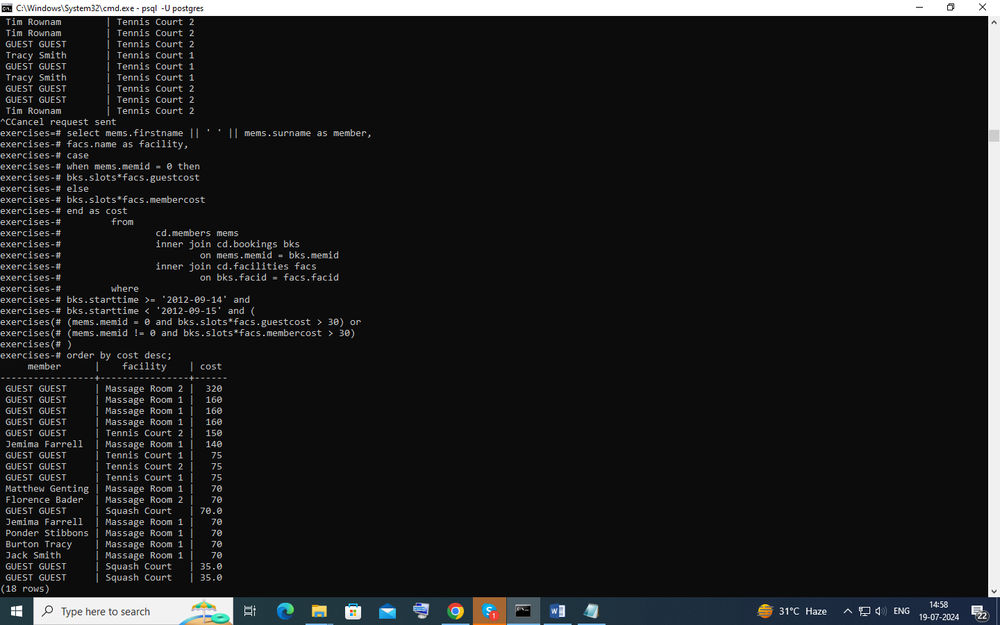 C:\Windows\System32\cmd.exe - psql  -U postgres
 Tim Rownam        | Tennis Court 2
 Tim Rownam        | Tennis Court 2
 GUEST GUEST       | Tennis Court 2
 Tracy Smith       | Tennis Court 1
 GUEST GUEST       | Tennis Court 1
 Tracy Smith       | Tennis Court 1
 GUEST GUEST       | Tennis Court 2
 GUEST GUEST       | Tennis Court 2
 Tim Rownam        | Tennis Court 2
^CCancel request sent
exercises=# select mems.firstname || ' ' || mems.surname as member,
exercises-# facs.name as facility,
exercises-# case
exercises-# when mems.memid = 0 then
exercises-# bks.slots*facs.guestcost
exercises-# else
exercises-# bks.slots*facs.membercost
exercises-# end as cost
exercises-#         from
exercises-#                 cd.members mems
exercises-#                 inner join cd.bookings bks
exercises-#                         on mems.memid = bks.memid
exercises-#                 inner join cd.facilities facs
exercises-#                         on bks.facid = facs.facid
exercises-#         where
exercises-# bks.starttime >= '2012-09-14' and
exercises-# bks.starttime < '2012-09-15' and (
exercises(# (mems.memid = 0 and bks.slots*facs.guestcost > 30) or
exercises(# (mems.memid != 0 and bks.slots*facs.membercost > 30)
exercises(# )
exercises-# order by cost desc;
     member      |    facility    | cost
-----------------+----------------+------
 GUEST GUEST     | Massage Room 2 |  320
 GUEST GUEST     | Massage Room 1 |  160
 GUEST GUEST     | Massage Room 1 |  160
 GUEST GUEST     | Massage Room 1 |  160
 GUEST GUEST     | Tennis Court 2 |  150
 Jemima Farrell  | Massage Room 1 |  140
 GUEST GUEST     | Tennis Court 1 |   75
 GUEST GUEST     | Tennis Court 2 |   75
 GUEST GUEST     | Tennis Court 1 |   75
 Matthew Genting | Massage Room 1 |   70
 Florence Bader  | Massage Room 2 |   70
 GUEST GUEST     | Squash Court   | 70.0
 Jemima Farrell  | Massage Room 1 |   70
 Ponder Stibbons | Massage Room 1 |   70
 Burton Tracy    | Massage Room 1 |   70
 Jack Smith      | Massage Room 1 |   70
 GUEST GUEST     | Squash Court   | 35.0
 GUEST GUEST     | Squash Court   | 35.0
(18 rows)
Type here to search
1
31°C Haze
ENG
14:58
19-07-2024
22